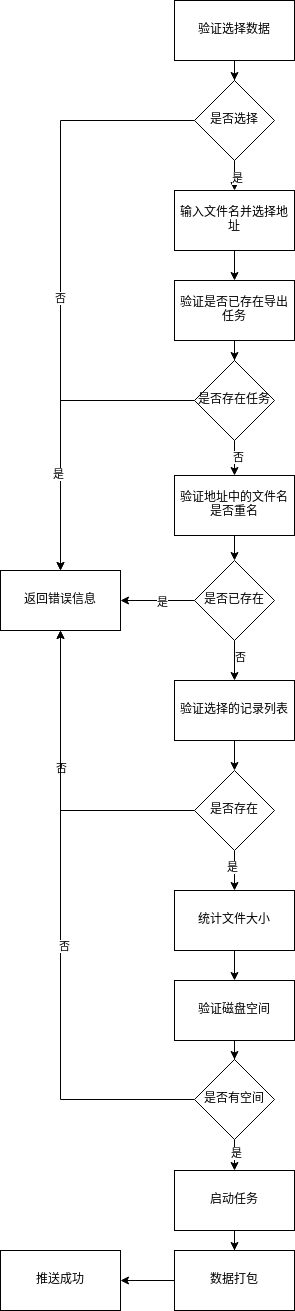 验证选择数据
是否选择
是
输入文件名并选择地
址
验证是否已存在导出
任务
否
是否存在任务
否
是
验证地址中的文件名
是否重名
返回错误信息
是
是否已存在
否
验证选择的记录列表
否
是否存在
是
统计文件大小
否
验证磁盘空间
是否有空间
是
启动任务
推送成功
数据打包